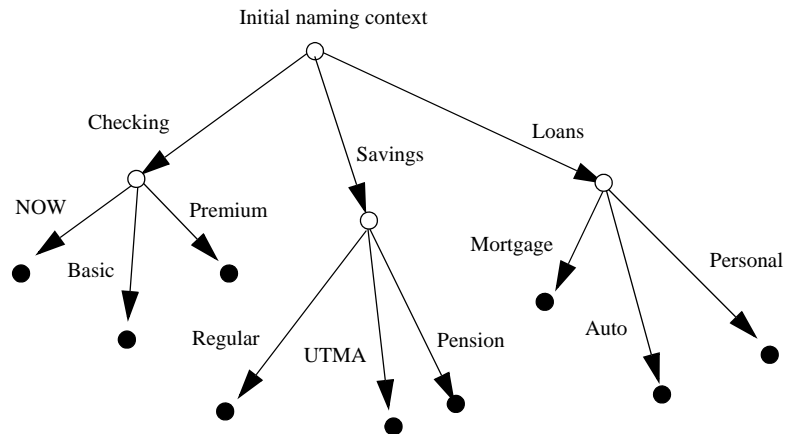 Initial naming context
Checking
Savings
Loans
NOW
Basic
Premium
Regular
UTMA
Pension
Mortgage
Auto
Personal